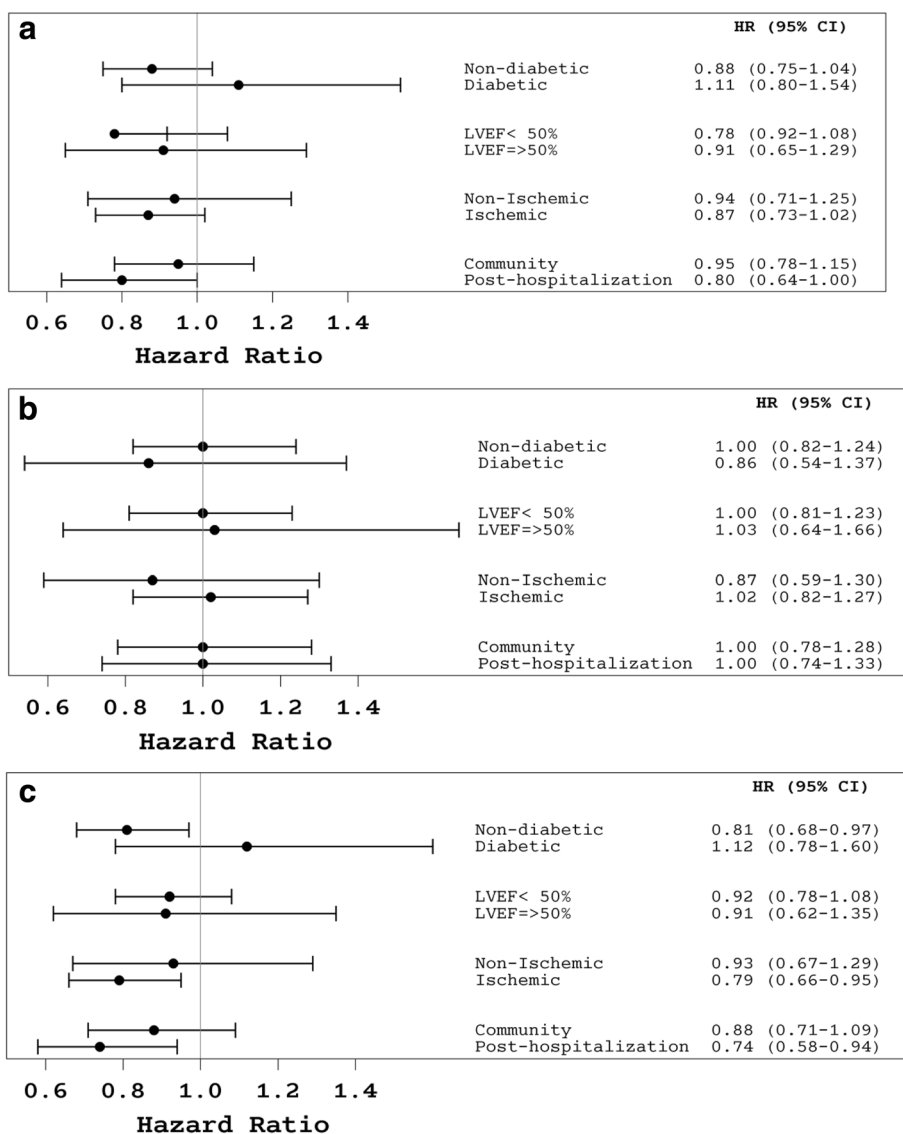 a
HR (95% CI)
Non-diabetic 0.88 (0.75-1.04)
Diabetic 1.11 (0.80-1.54)
LVEF< 50% 0.78 (0.92-1.08)
LVEF=>50% 0.91 (0.65-1.29)
Non-Ischemic 0.94 (0.71-1.25)
Ischemic 0.87 (0.73-1.02)
Community 0.95 (0.78-1.15)
Post-hospitalization 0.80 (0.64-1.00)
0.6 0.8 1.0 1.2 1.4
Hazard Ratio
b
HR (95% CI)
Non-diabetic 1.00 (0.82-1.24)
Diabetic 0.86 (0.54-1.37)
LVEF< 50% 1.00 (0.81-1.23)
LVEF=>50% 1.03 (0.64-1.66)
Non-Ischemic 0.87 (0.59-1.30)
Ischemic 1.02 (0.82-1.27)
Community 1.00 (0.78-1.28)
Post-hospitalization 1.00 (0.74-1.33)
0.6 0.8 1.0 1.2 1.4
Hazard Ratio
c
HR (95% CI)
Non-diabetic 0.81 (0.68-0.97)
Diabetic 1.12 (0.78-1.60)
LVEF< 50% 0.92 (0.78-1.08)
LVEF=>50% 0.91 (0.62-1.35)
Non-Ischemic 0.93 (0.67-1.29)
Ischemic 0.79 (0.66-0.95)
Community 0.88 (0.71-1.09)
Post-hospitalization 0.74 (0.58-0.94)
0.6 0.8 1.0 1.2 1.4
Hazard Ratio